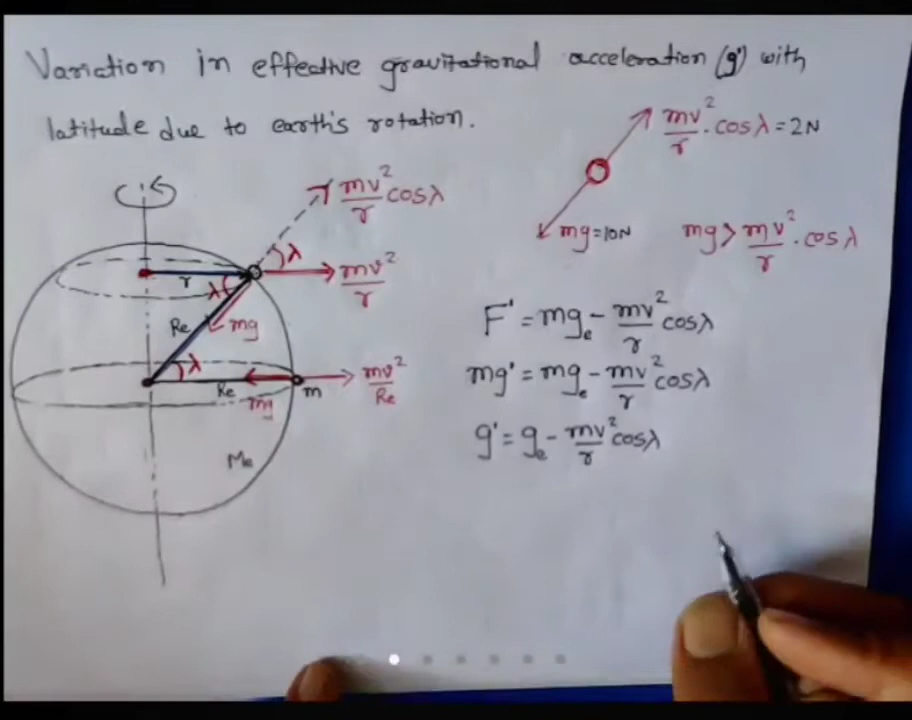 Variation in effective gravitational acceleration (g') with
latitude due to earth's rotation.
mv²/r · cosλ = 2N
mg = 10N
mg > mv²/r · cosλ
mv²/r cosλ
λ
mv²/r
r
λ
mg
Re
λ
Re
mg
m
mv²/Re
Me
F' = mgₑ - mv²/r cosλ
mg' = mgₑ - mv²/r cosλ
g' = gₑ - mv²/r cosλ